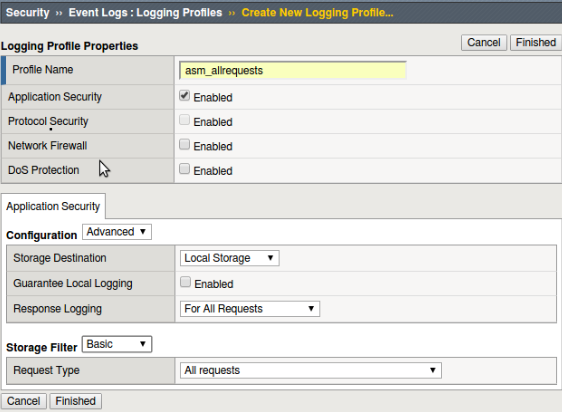 Security ›› Event Logs : Logging Profiles ›› Create New Logging Profile...
Logging Profile Properties Cancel Finished
Profile Name asm_allrequests
Application Security Enabled
Protocol Security Enabled
Network Firewall Enabled
DoS Protection Enabled
Application Security
Configuration Advanced
Storage Destination Local Storage
Guarantee Local Logging Enabled
Response Logging For All Requests
Storage Filter Basic
Request Type All requests
Cancel Finished